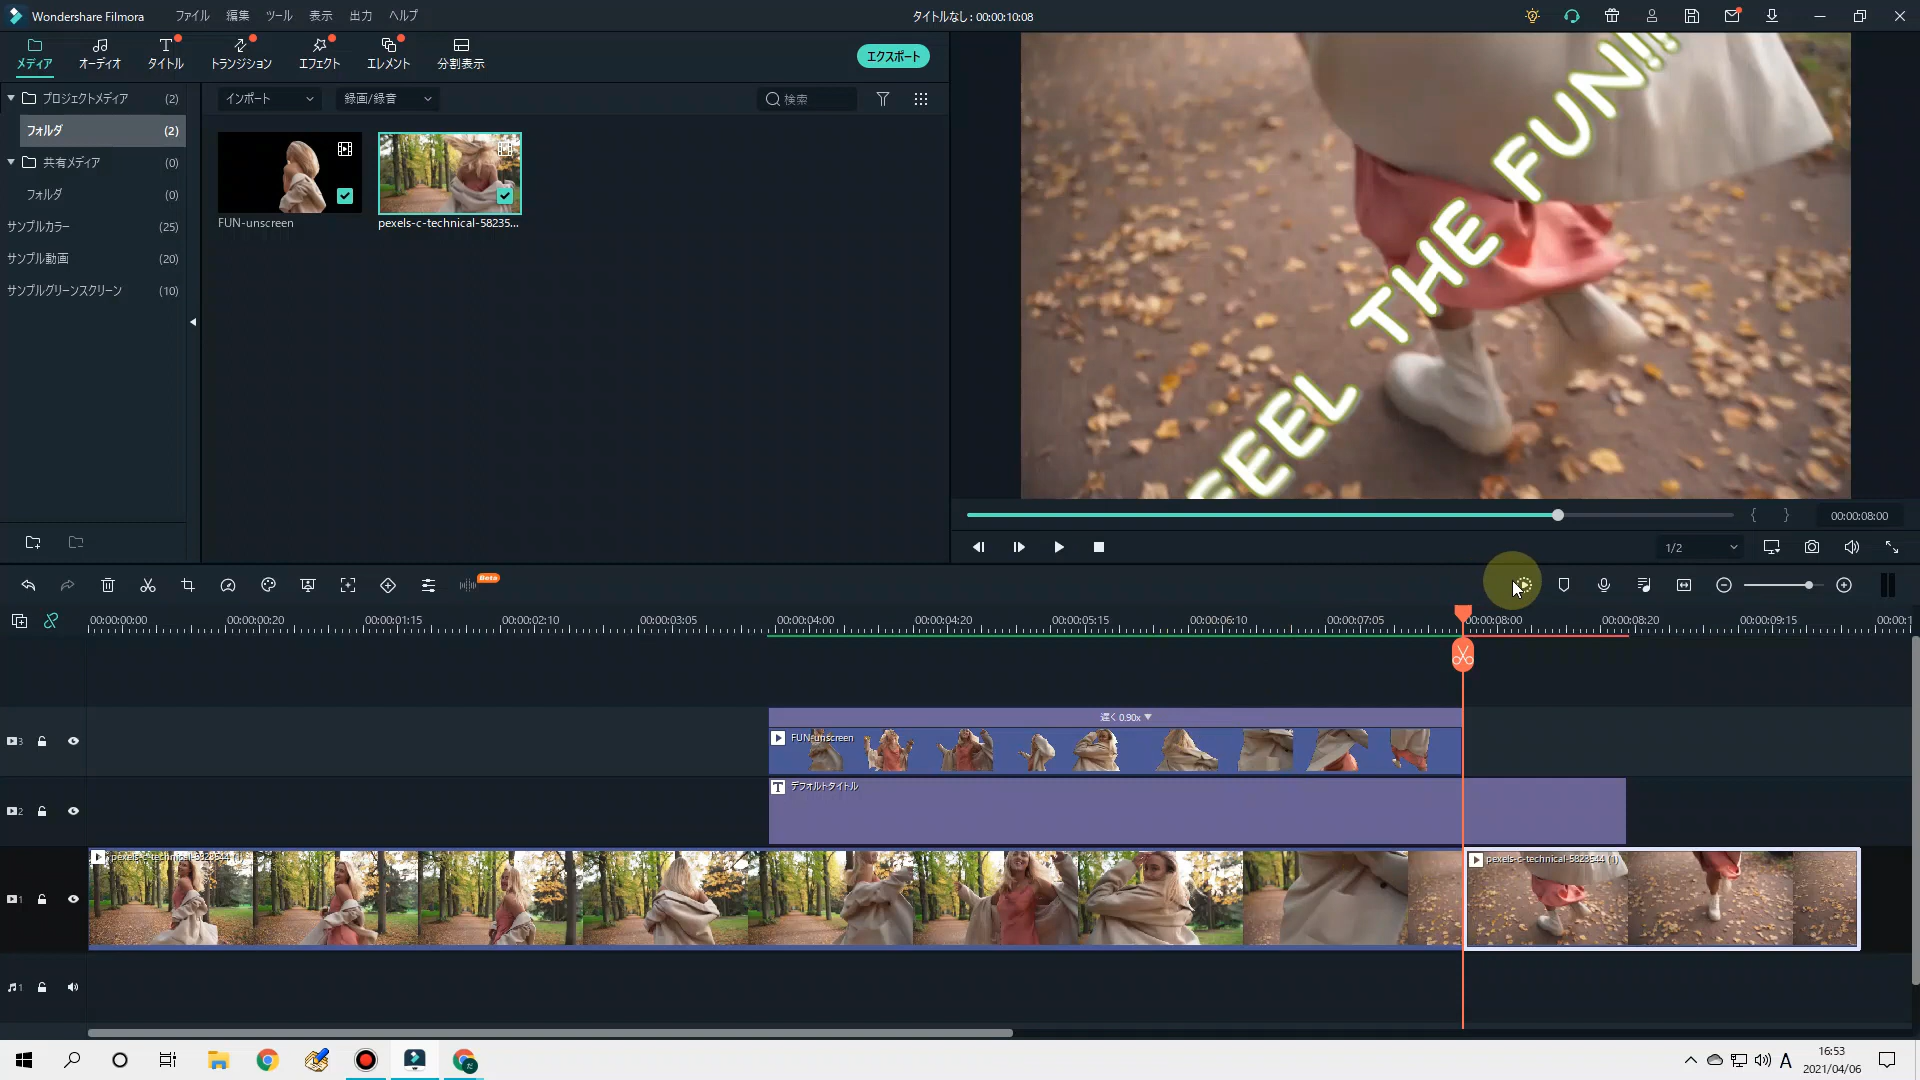 Wondershare Filmora
ファイル 編集 ツール 表示 出力 ヘルプ
タイトルなし : 00:00:10:08
メディア オーディオ タイトル トランジション エフェクト エレメント 分割表示
エクスポート
プロジェクトメディア (2)
フォルダ (2)
共有メディア (0)
フォルダ (0)
サンプルカラー (25)
サンプル動画 (20)
サンプルグリーンスクリーン (10)
インポート 録画/録音 検索
FUN-unscreen
pexels-c-technical-58235...
FEEL THE FUN!!
00:00:08:00
1/2
Beta
00:00:00:00 00:00:00:20 00:00:01:15 00:00:02:10 00:00:03:05 00:00:04:00 00:00:04:20 00:00:05:15 00:00:06:10 00:00:07:05 00:00:08:00 00:00:08:20 00:00:09:15 00:00:1
遅く 0.90x
3
FUN-unscreen
2
デフォルトタイトル
1
pexels-c-technical-5823544 (1)
pexels-c-technical-5823544 (1)
1
A
16:53
2021/04/06